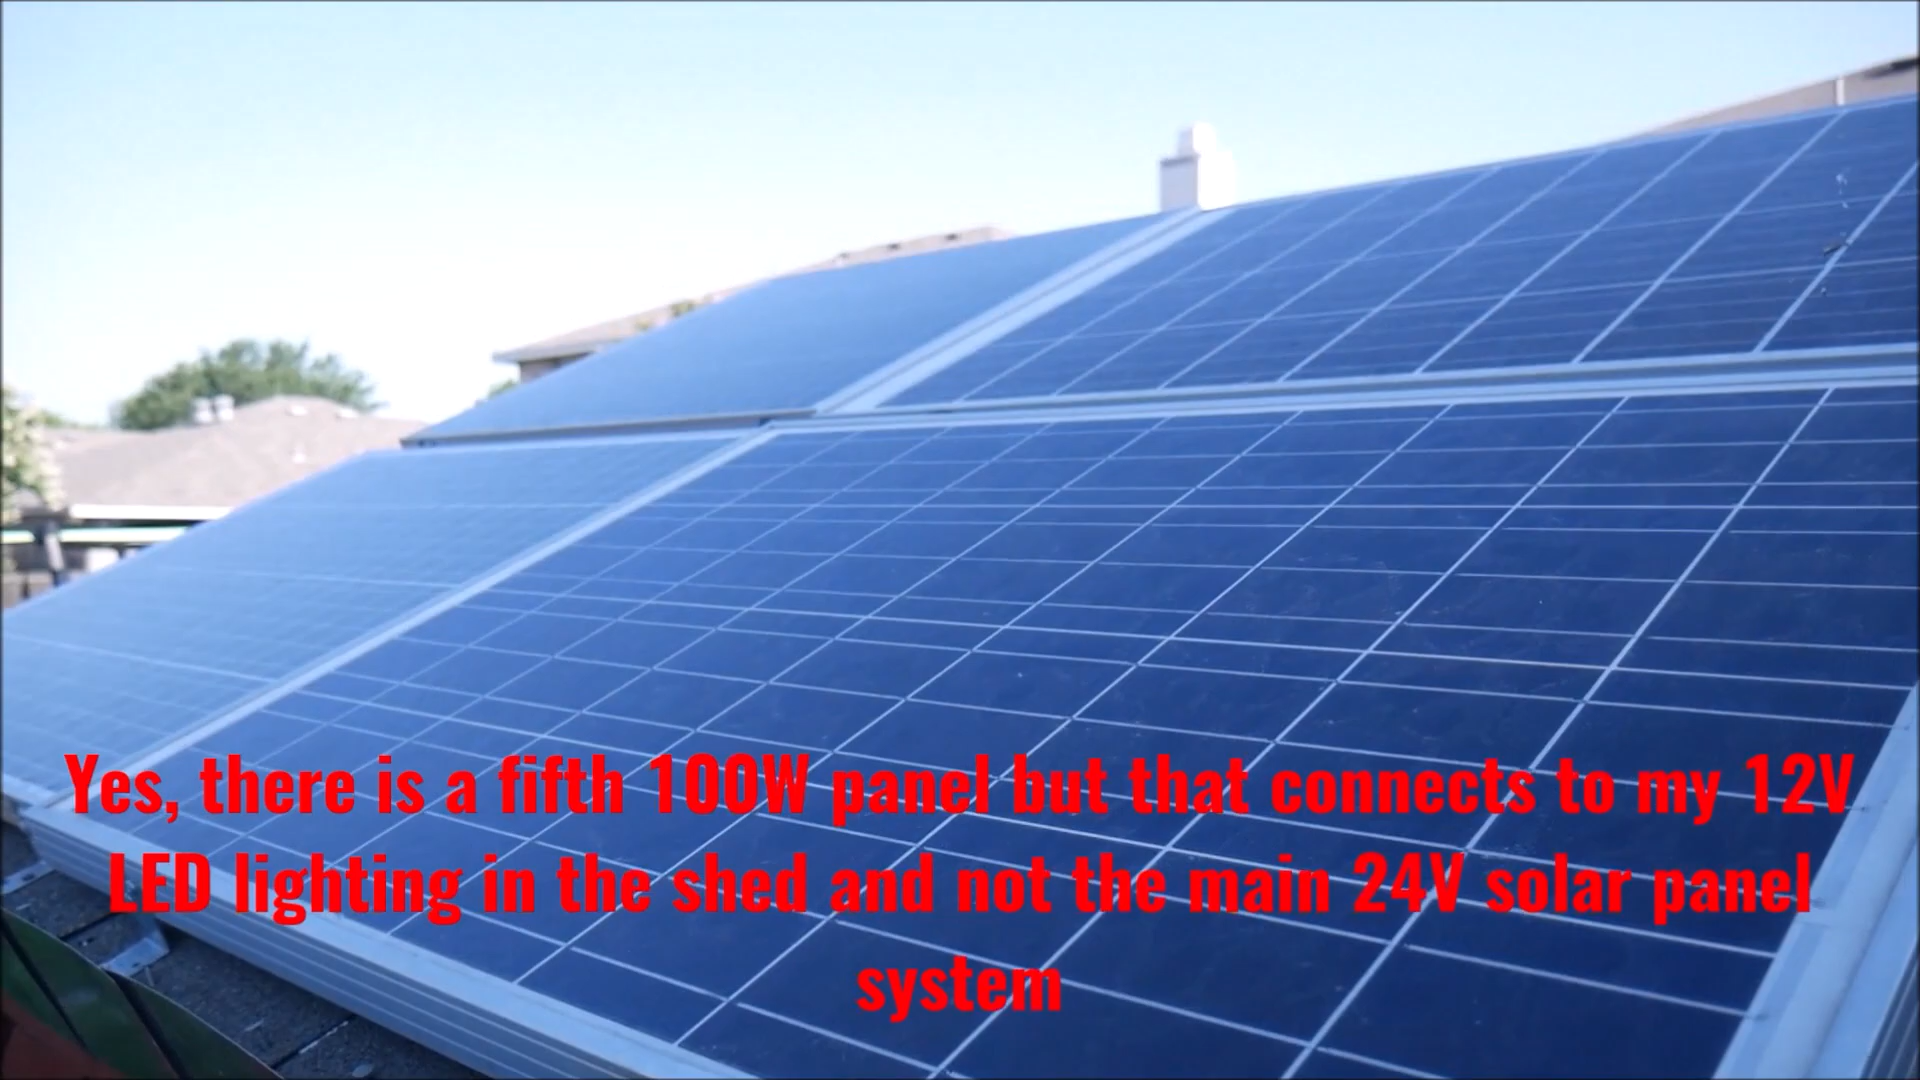 Yes, there is a fifth 100W panel but that connects to my 12V
LED lighting in the shed and not the main 24V solar panel
system